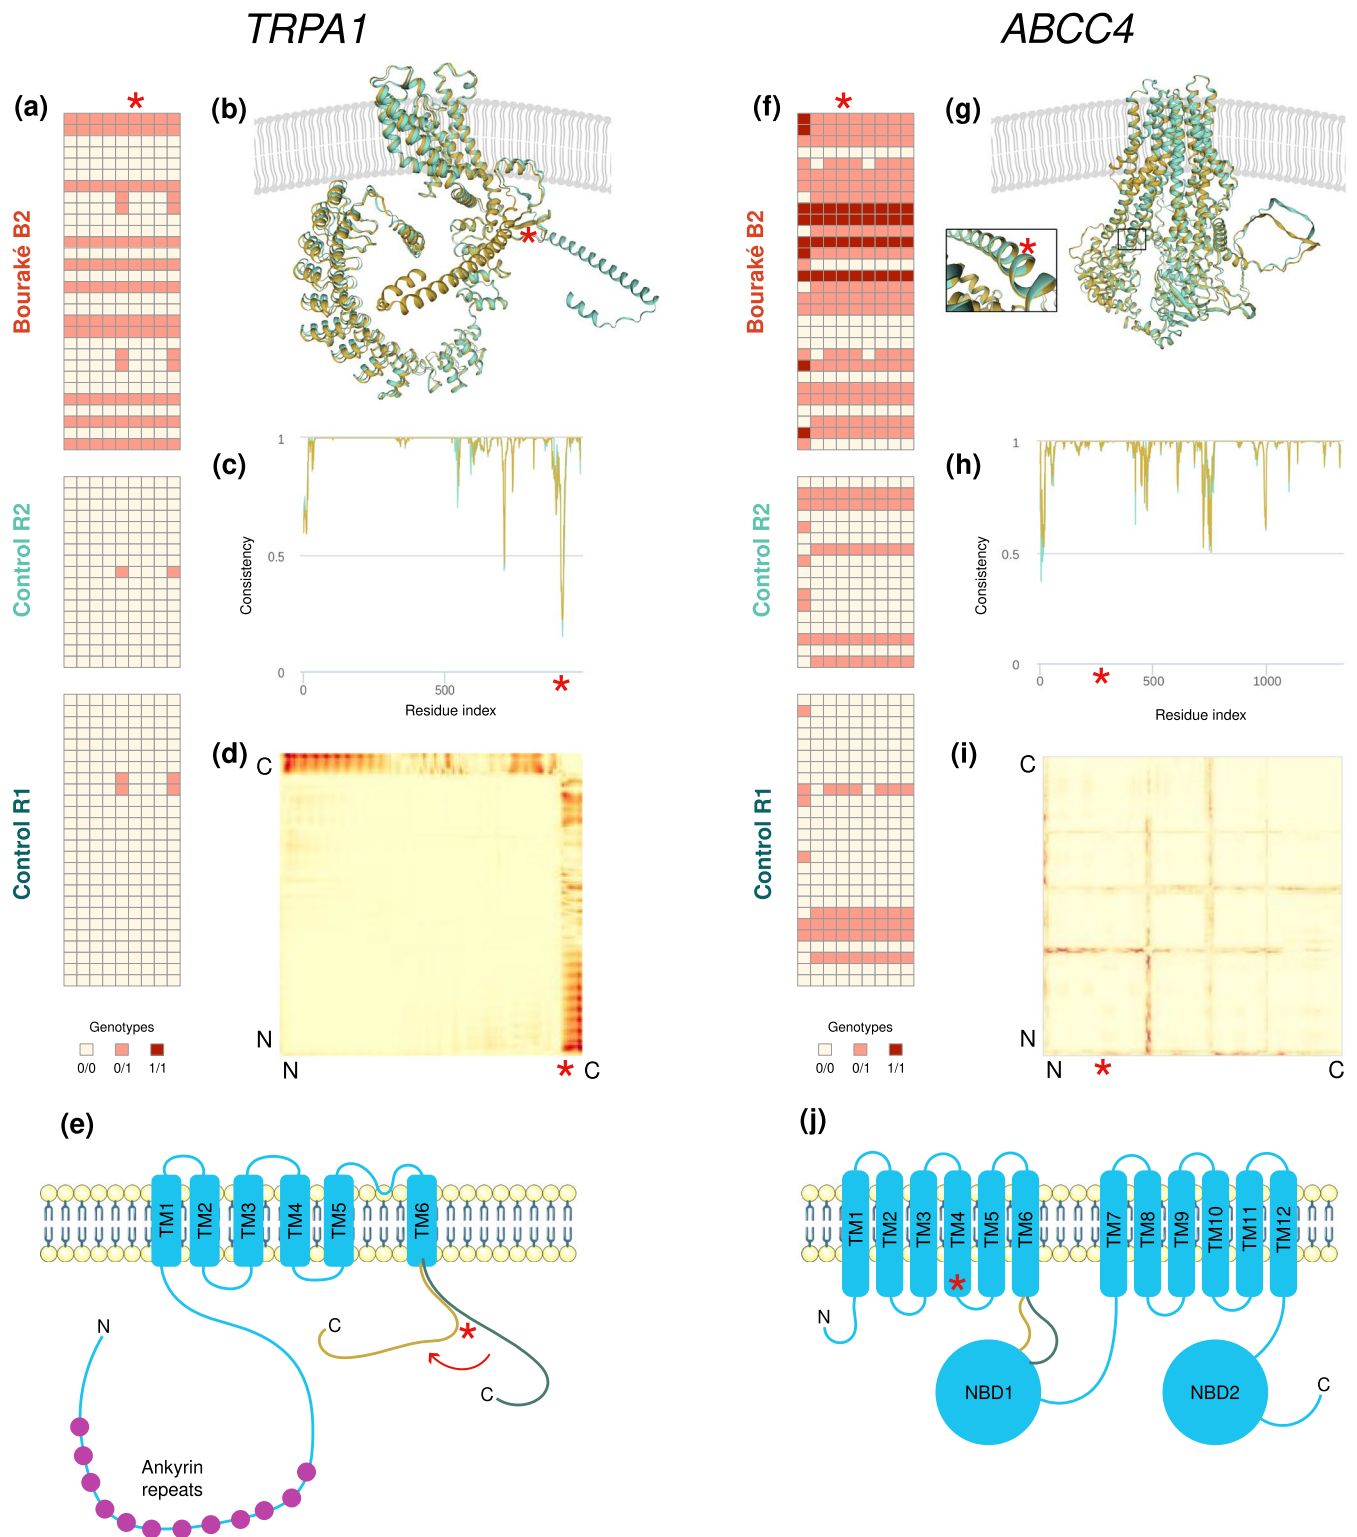 TRPA1
ABCC4
(a)
*
(b)
(f)
*
(g)
Bouraké B2
*
Bouraké B2
*
(c)
1
0.5
0
Consistency
0
500
*
Residue index
(h)
1
0.5
0
Consistency
0
*
500
1000
Residue index
Control R2
Control R2
Control R1
Control R1
(d)
C
N
N
*
C
(i)
C
N
N
*
C
Genotypes
0/0
0/1
1/1
Genotypes
0/0
0/1
1/1
(e)
TM1
TM2
TM3
TM4
TM5
TM6
N
C
*
C
Ankyrin
repeats
(j)
TM1
TM2
TM3
TM4
TM5
TM6
TM7
TM8
TM9
TM10
TM11
TM12
*
N
NBD1
NBD2
C